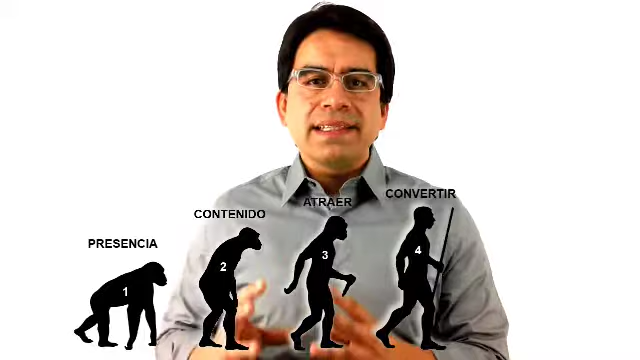 PRESENCIA
CONTENIDO
ATRAER
CONVERTIR
1
2
3
4